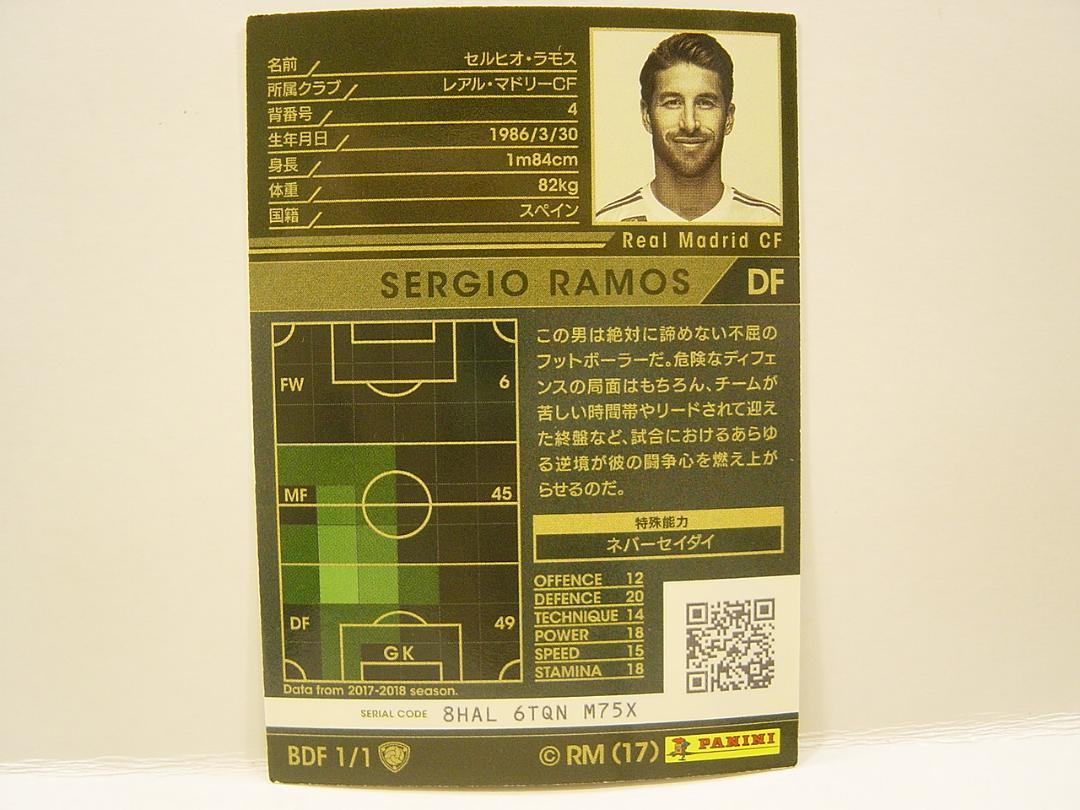 名前 セルヒオ・ラモス
所属クラブ レアル・マドリーCF
背番号 4
生年月日 1986/3/30
身長 1m84cm
体重 82kg
国籍 スペイン
Real Madrid CF
SERGIO RAMOS DF
FW 6
MF 45
DF 49
GK
Data from 2017-2018 season.
この男は絶対に諦めない不屈の
フットボーラーだ。危険なディフェ
ンスの局面はもちろん、チームが
苦しい時間帯やリードされて迎え
た終盤など、試合におけるあらゆ
る逆境が彼の闘争心を燃え上が
らせるのだ。
特殊能力
ネバーセイダイ
OFFENCE 12
DEFENCE 20
TECHNIQUE 14
POWER 18
SPEED 15
STAMINA 18
SERIAL CODE 8HAL 6TQN M75X
BDF 1/1 © RM (17) PANINI